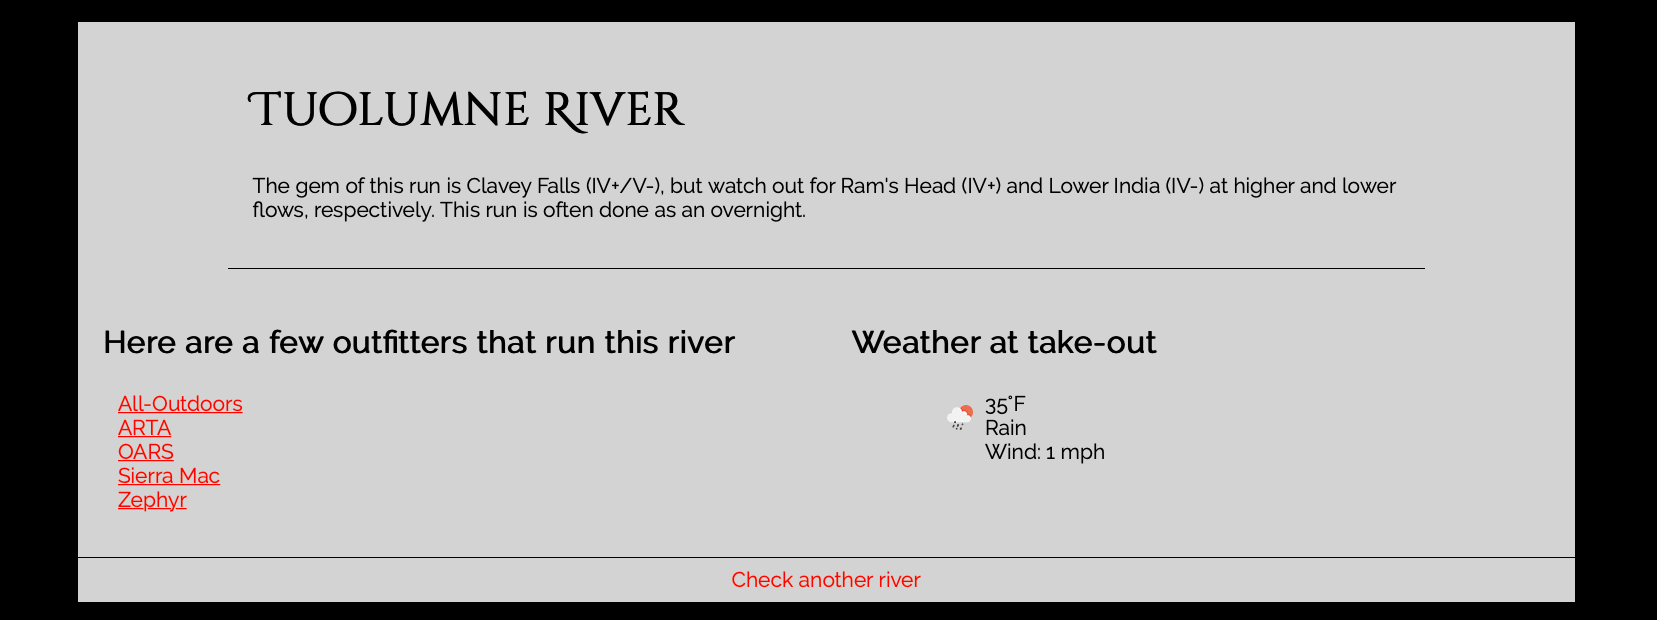 Tuolumne River
The gem of this run is Clavey Falls (IV+/V-), but watch out for Ram's Head (IV+) and Lower India (IV-) at higher and lower
flows, respectively. This run is often done as an overnight.
Here are a few outfitters that run this river
All-Outdoors
ARTA
OARS
Sierra Mac
Zephyr
Weather at take-out
35°F
Rain
Wind: 1 mph
Check another river